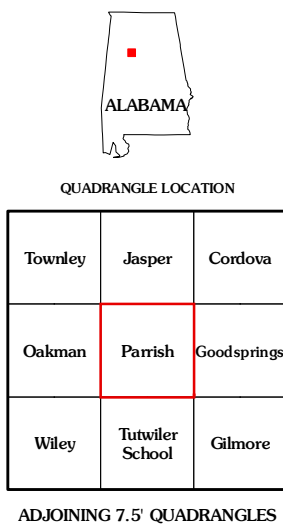 ALABAMA
QUADRANGLE LOCATION
Townley Jasper Cordova
Oakman Parrish Goodsprings
Wiley Tutwiler School Gilmore
ADJOINING 7.5' QUADRANGLES